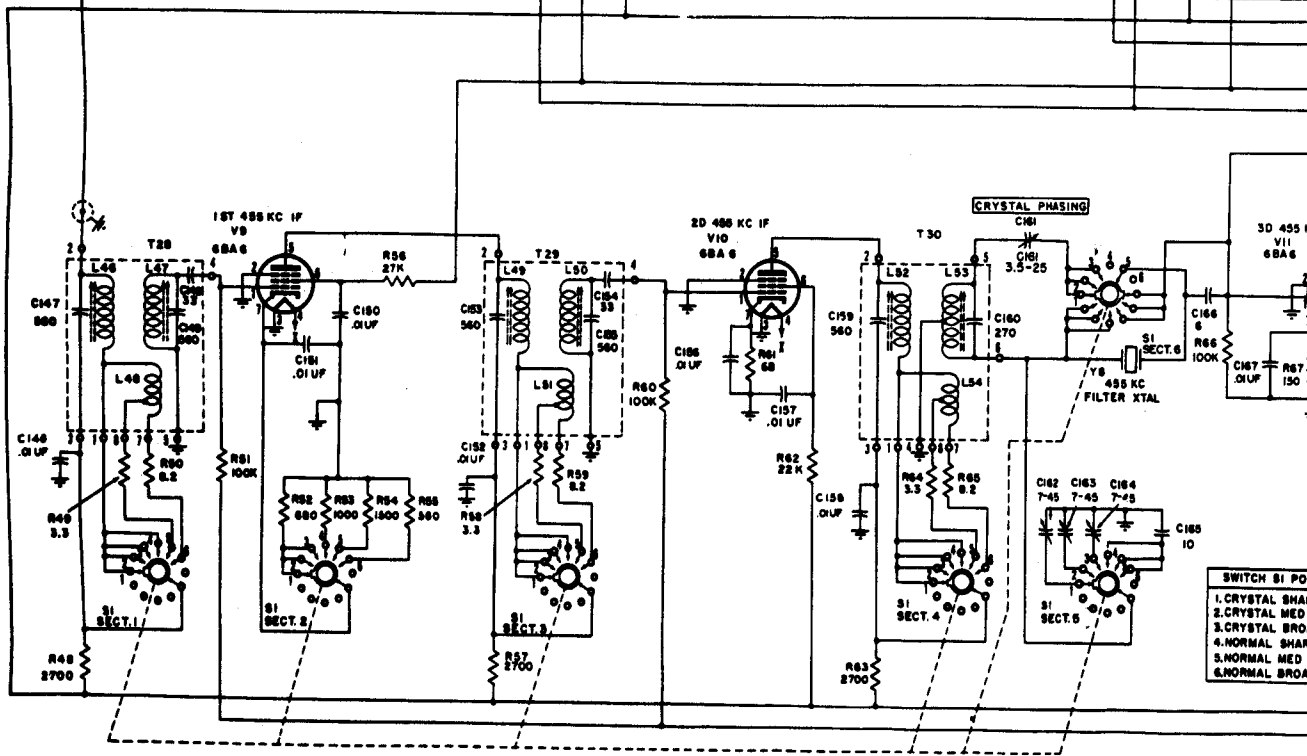 1ST 455 KC IF
V9
6BA6
2D 455 KC IF
V10
6BA6
3D 455
V11
6BA6
CRYSTAL PHASING
C161
C161
3.5-25
T28
L46
L47
L48
C147
560
33
560
C146
.01UF
R50
8.2
R49
3.3
R48
2700
S1
SECT.1
R51
100K
R56
27K
C150
.01UF
C151
.01UF
R52
680
R53
1000
R54
1500
R55
560
S1
SECT.2
T29
L49
L50
L51
C153
560
C154
33
C155
560
C152
.01UF
R59
8.2
R58
3.3
R57
2700
S1
SECT.3
R60
100K
C156
.01UF
R61
68
C157
.01UF
R62
22K
T30
L52
L53
L54
C159
560
C160
270
C158
.01UF
R64
3.3
R65
8.2
R63
2700
S1
SECT.4
S1
SECT.6
455 KC
FILTER XTAL
C166
6
R66
100K
C167
.01UF
R67
150
C162
7-45
C163
7-45
C164
7-45
C165
10
S1
SECT.5
SWITCH S1 PO
1. CRYSTAL SHA
2. CRYSTAL MED
3. CRYSTAL BRO
4. NORMAL SHAR
5. NORMAL MED
6. NORMAL BROA